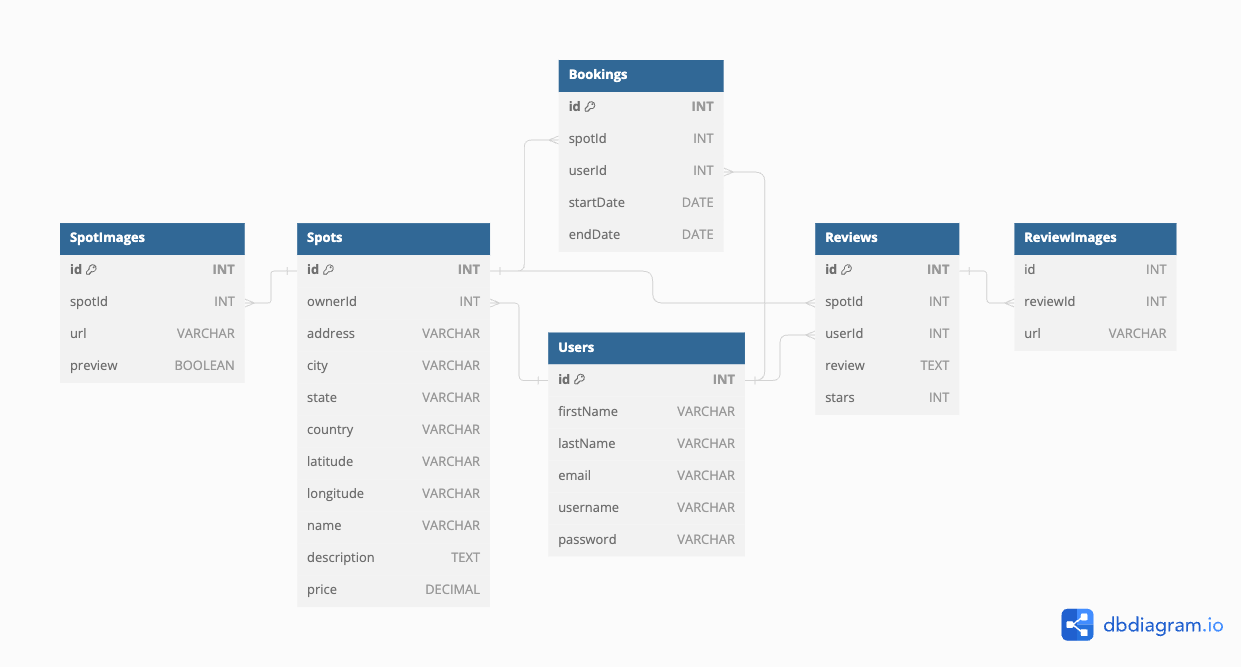 Bookings
id INT
spotId INT
userId INT
startDate DATE
endDate DATE
SpotImages
id INT
spotId INT
url VARCHAR
preview BOOLEAN
Spots
id INT
ownerId INT
address VARCHAR
city VARCHAR
state VARCHAR
country VARCHAR
latitude VARCHAR
longitude VARCHAR
name VARCHAR
description TEXT
price DECIMAL
Users
id INT
firstName VARCHAR
lastName VARCHAR
email VARCHAR
username VARCHAR
password VARCHAR
Reviews
id INT
spotId INT
userId INT
review TEXT
stars INT
ReviewImages
id INT
reviewId INT
url VARCHAR
dbdiagram.io